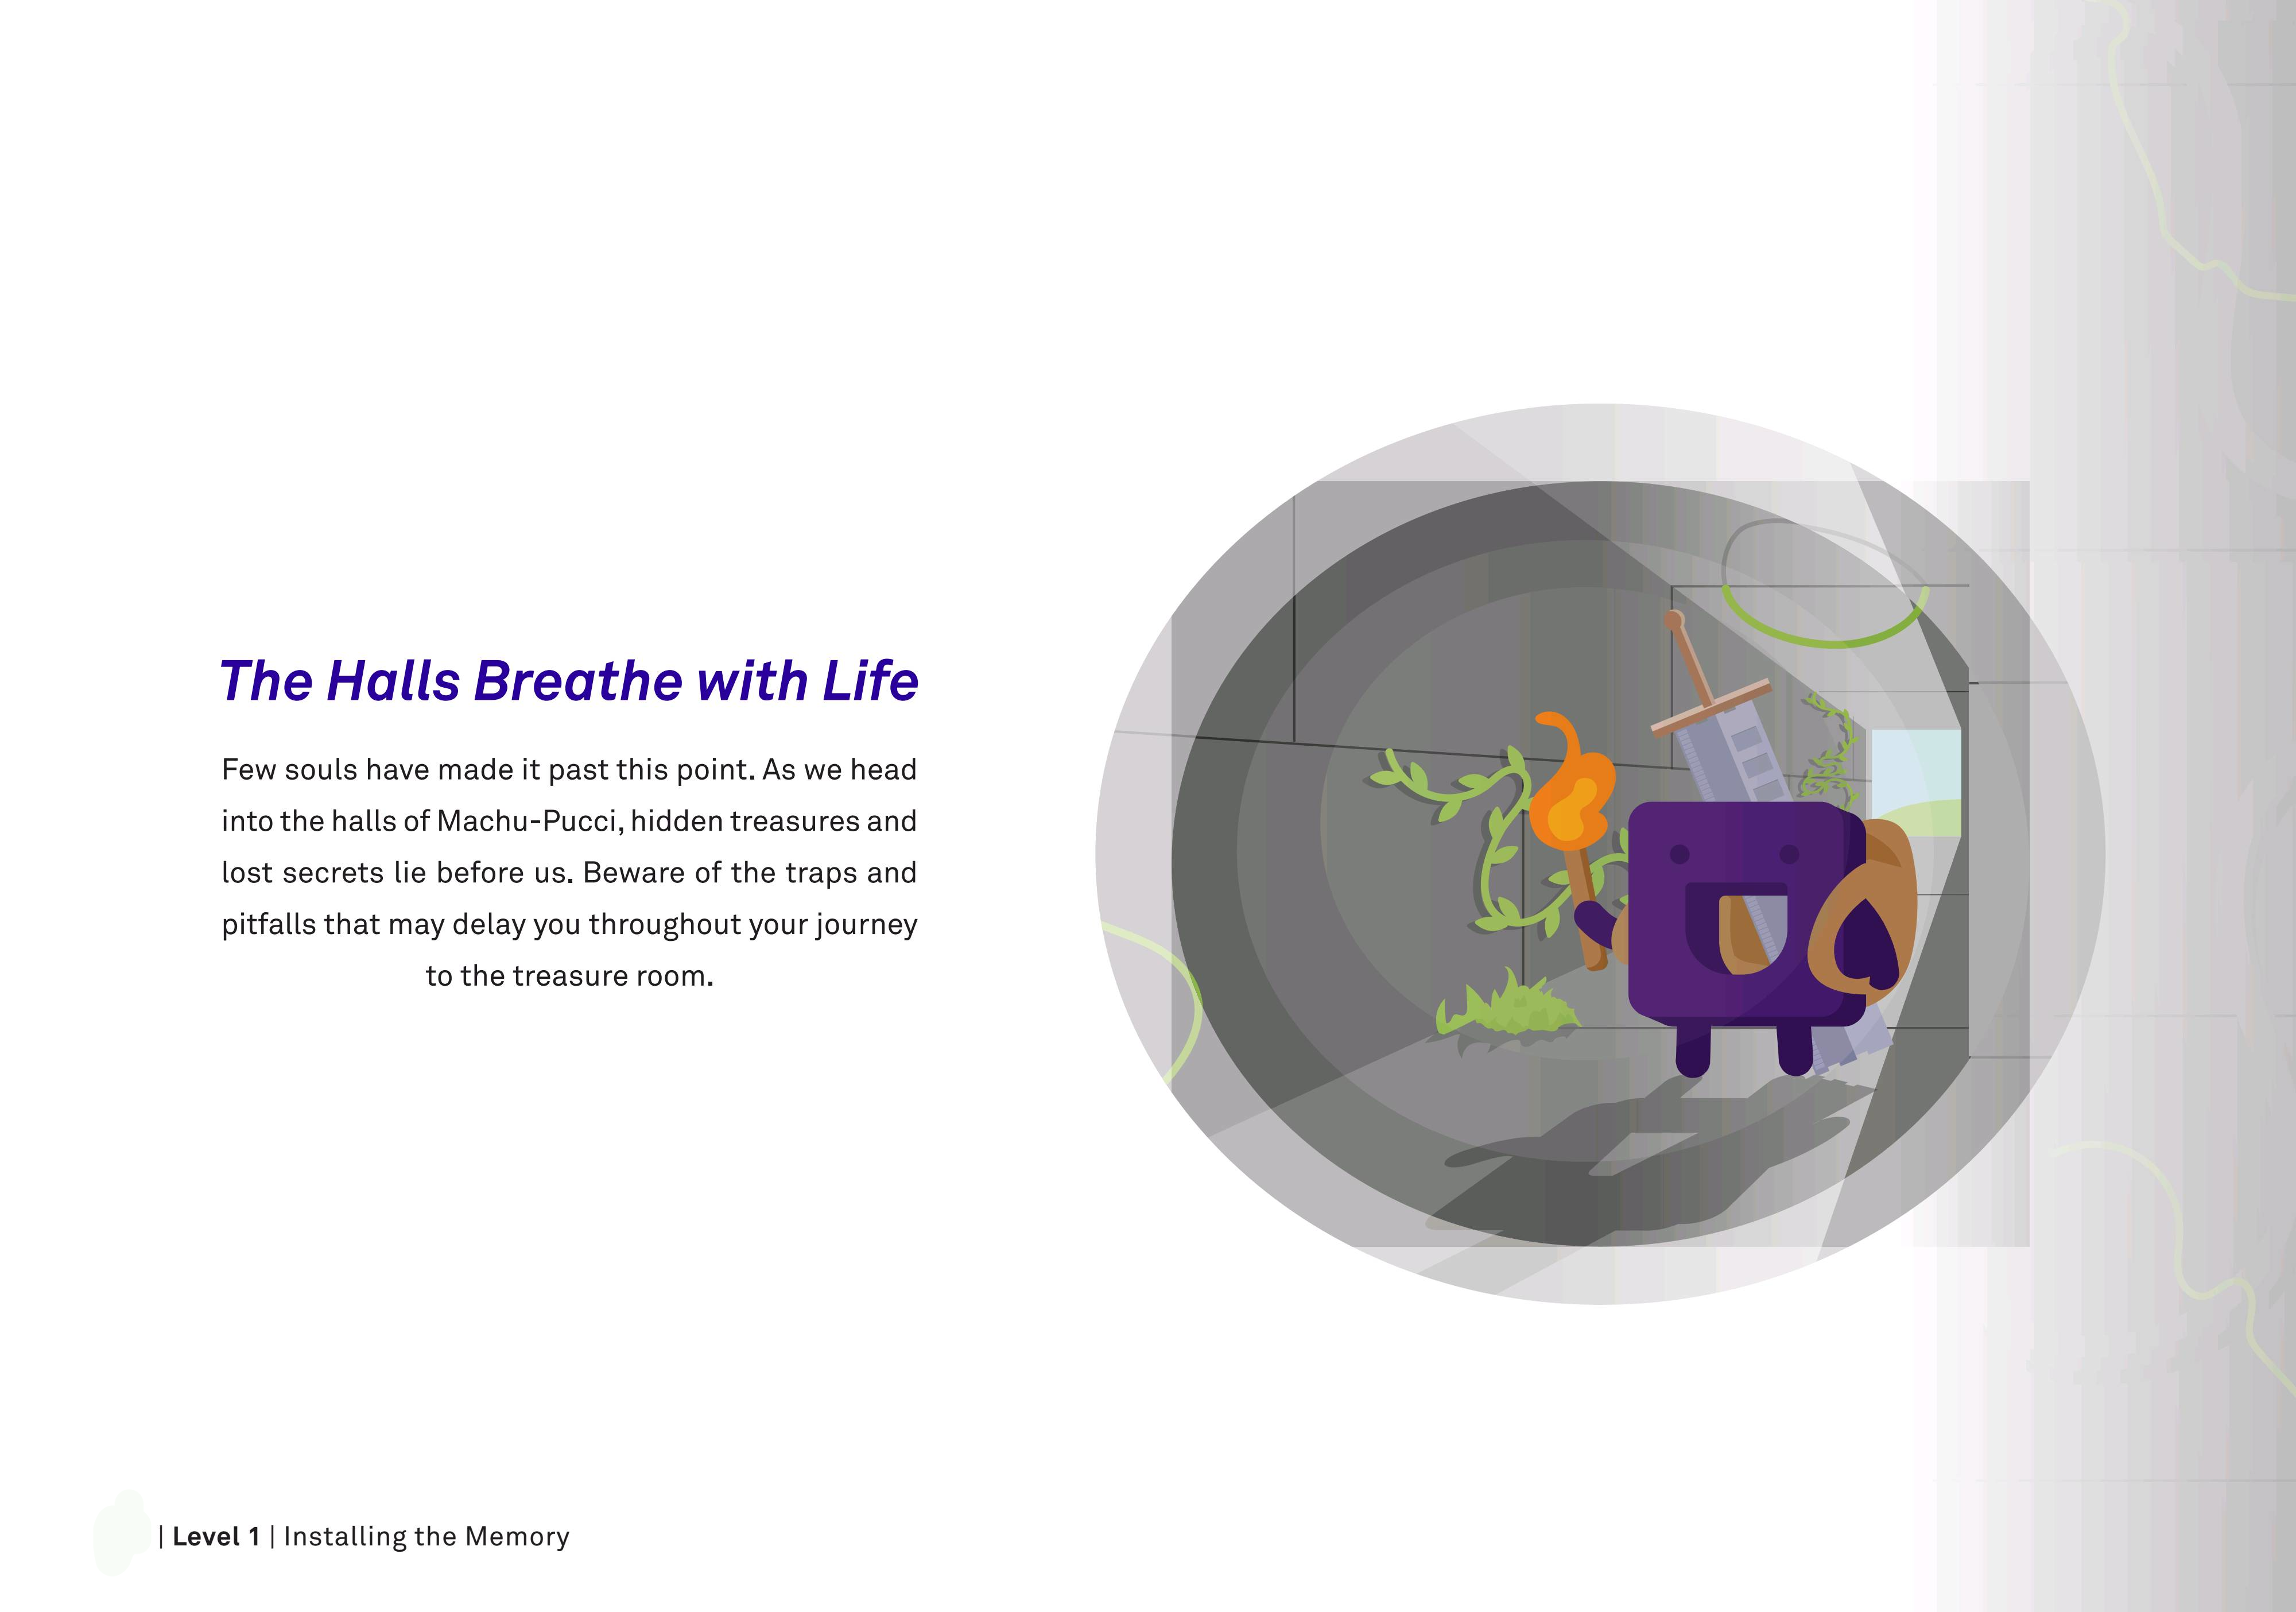 The Halls Breathe with Life
Few souls have made it past this point. As we head
into the halls of Machu-Pucci, hidden treasures and
lost secrets lie before us. Beware of the traps and
pitfalls that may delay you throughout your journey
to the treasure room.
| Level 1 | Installing the Memory